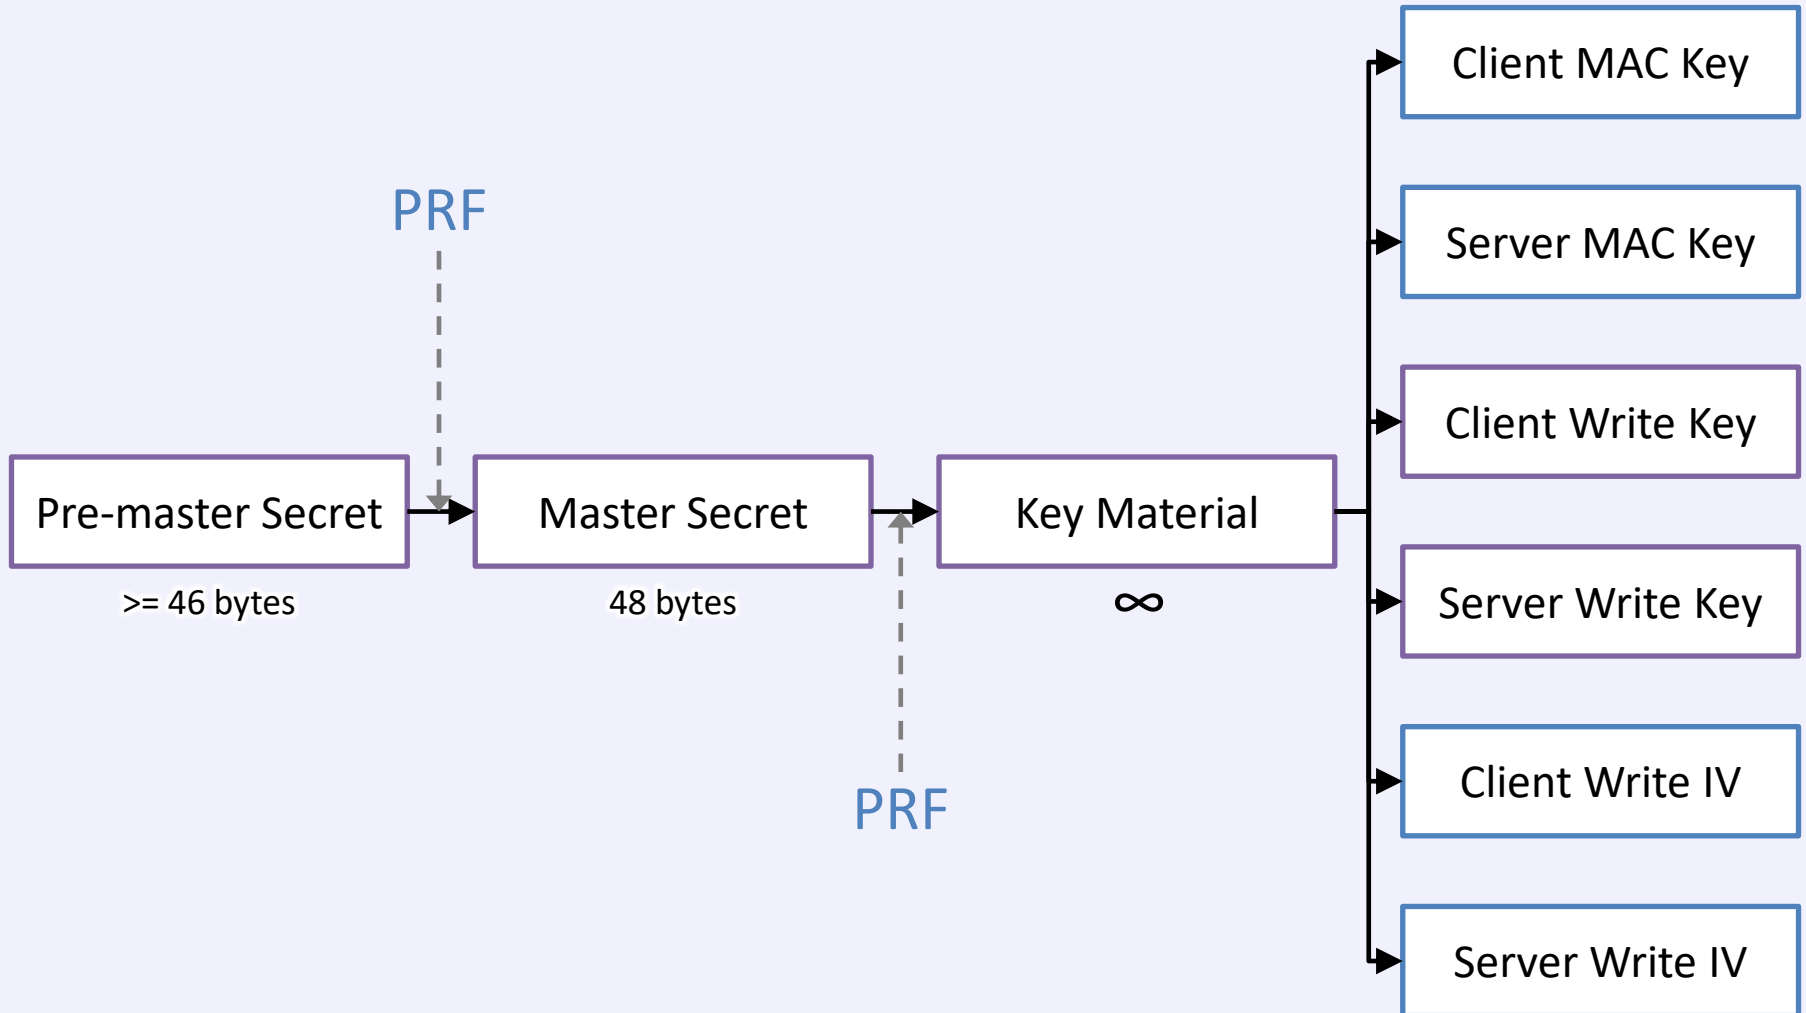 PRF
Pre-master Secret
>= 46 bytes
Master Secret
48 bytes
PRF
Key Material
∞
Client MAC Key
Server MAC Key
Client Write Key
Server Write Key
Client Write IV
Server Write IV